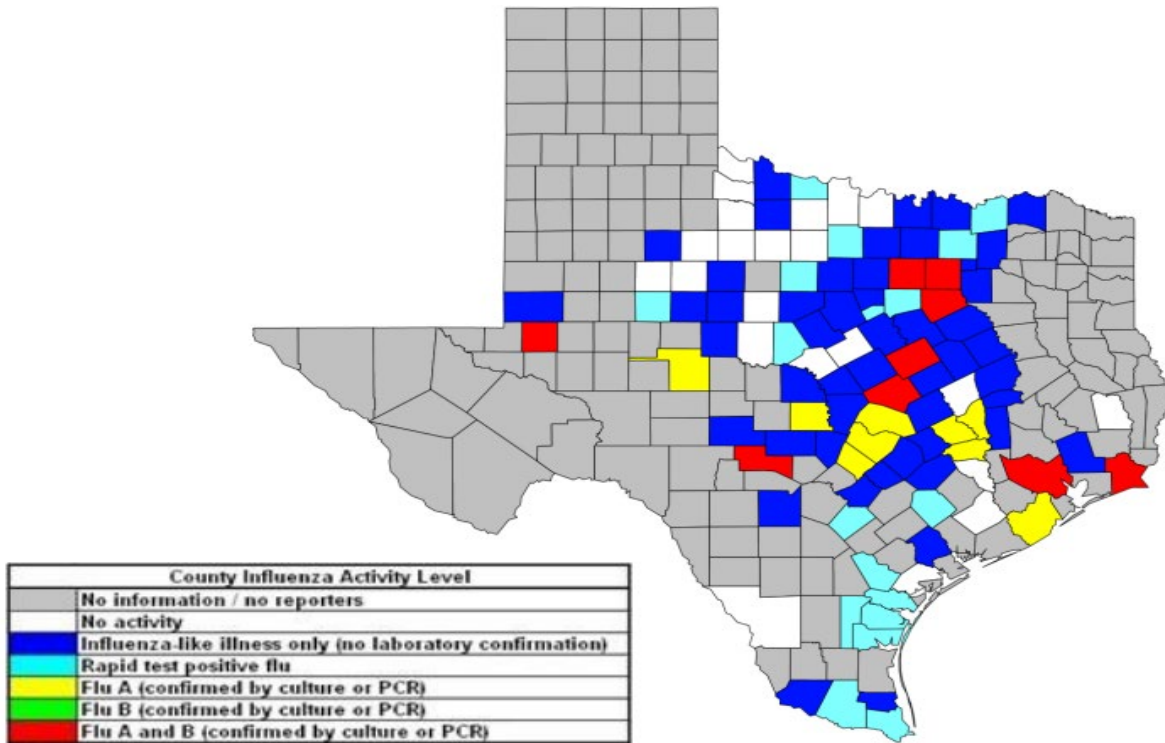 County Influenza Activity Level
No information / no reporters
No activity
Influenza-like illness only (no laboratory confirmation)
Rapid test positive flu
Flu A (confirmed by culture or PCR)
Flu B (confirmed by culture or PCR)
Flu A and B (confirmed by culture or PCR)